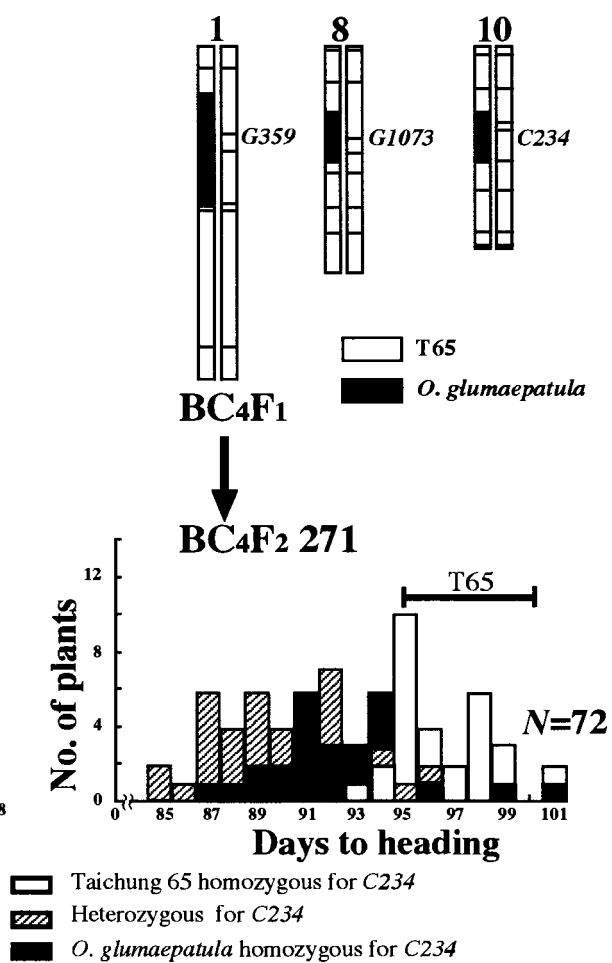 1 8 10
G359 G1073 C234
T65
O. glumaepatula
BC4F1
BC4F2 271
T65
N=72
No. of plants
12
8
4
0
0 85 87 89 91 93 95 97 99 101
8
Days to heading
Taichung 65 homozygous for C234
Heterozygous for C234
O. glumaepatula homozygous for C234